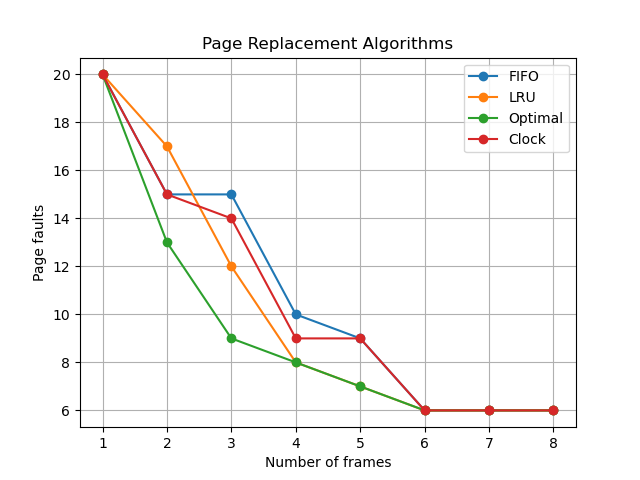 Page Replacement Algorithms
FIFO
LRU
Optimal
Clock
20
18
16
14
12
10
8
6
Page faults
1 2 3 4 5 6 7 8
Number of frames